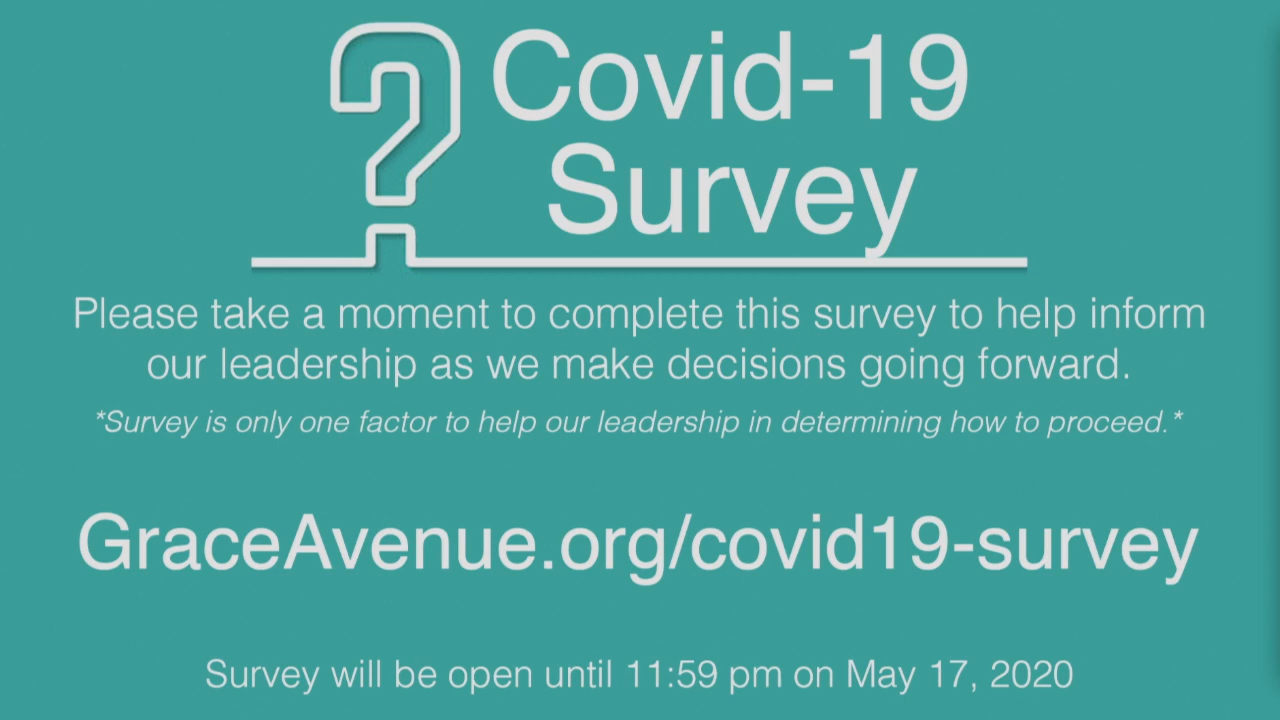 Covid-19
Survey
Please take a moment to complete this survey to help inform
our leadership as we make decisions going forward.
*Survey is only one factor to help our leadership in determining how to proceed.*
GraceAvenue.org/covid19-survey
Survey will be open until 11:59 pm on May 17, 2020